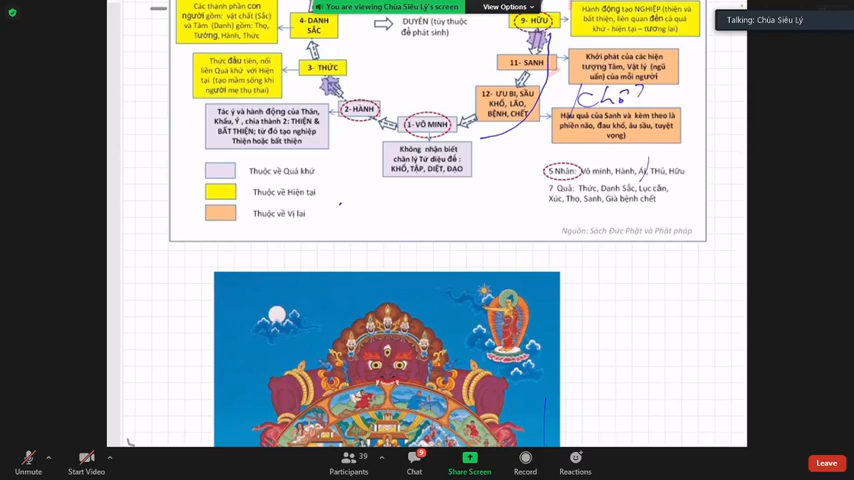 Các thành phần con
người gồm: vật chất (Sắc)
và Tâm (Danh) gồm: Thọ,
Tưởng, Hành, Thức
4- DANH
SẮC
DUYÊN (tùy thuộc
để phát sinh)
You are viewing Chùa Siêu Lý's screen
View Options
9- HỮU
Hành động tạo NGHIỆP (thiện và
bất thiện, liên quan đến cả quá
khứ - hiện tại – tương lai)
Talking: Chùa Siêu Lý
Thức đầu tiên, nối
liền Quá khứ với Hiện
tại (tạo mầm sống khi
người mẹ thụ thai)
3- THỨC
11- SANH
Khởi phát của các hiện
tượng Tâm, Vật lý (ngũ
uẩn) của mỗi người
12- ƯU BI, SẦU
KHỔ, LÃO,
BỆNH, CHẾT
Hậu quả của Sanh và kèm theo là
phiền não, đau khổ, âu sầu, tuyệt
vọng)
Tác ý và hành động của Thân,
Khẩu, Ý , chia thành 2: THIỆN &
BẤT THIỆN; từ đó tạo nghiệp
Thiện hoặc bất thiện
2- HÀNH
1- VÔ MINH
Không nhận biết
chân lý Tứ diệu đế :
KHỔ, TẬP, DIỆT, ĐẠO
Thuộc về Quá khứ
Thuộc về Hiện tại
Thuộc về Vị lai
5 Nhân: Vô minh, Hành, Ái, Thủ, Hữu
7 Quả: Thức, Danh Sắc, Lục căn,
Xúc, Thọ, Sanh, Già bệnh chết
Nguồn: Sách Đức Phật và Phật pháp
Unmute
Start Video
39
Participants
9
Chat
Share Screen
Record
Reactions
Leave